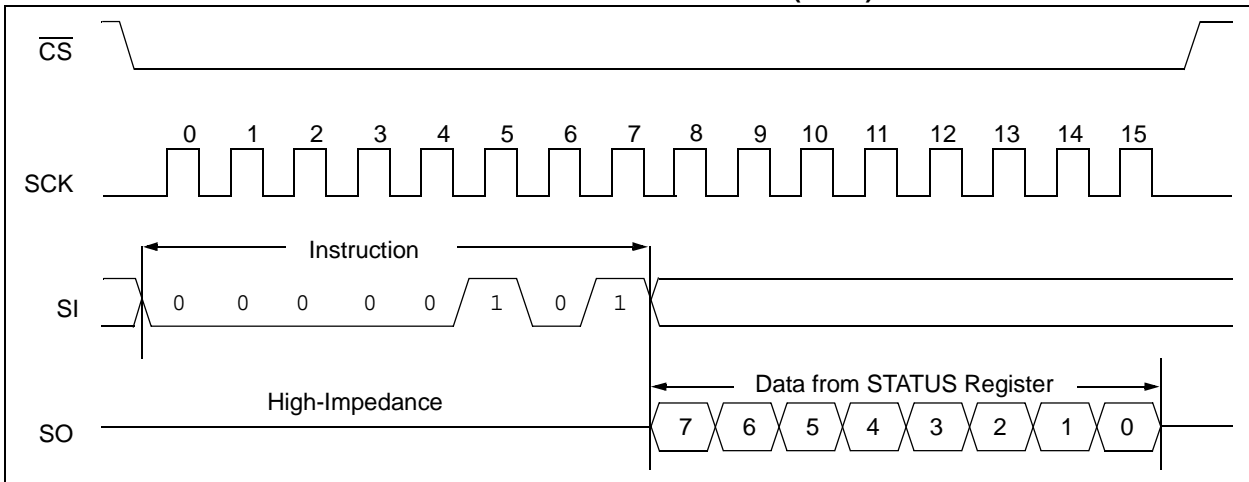 CS
0 1 2 3 4 5 6 7 8 9 10 11 12 13 14 15
SCK
Instruction
SI 0 0 0 0 0 1 0 1
Data from STATUS Register
High-Impedance
SO 7 6 5 4 3 2 1 0